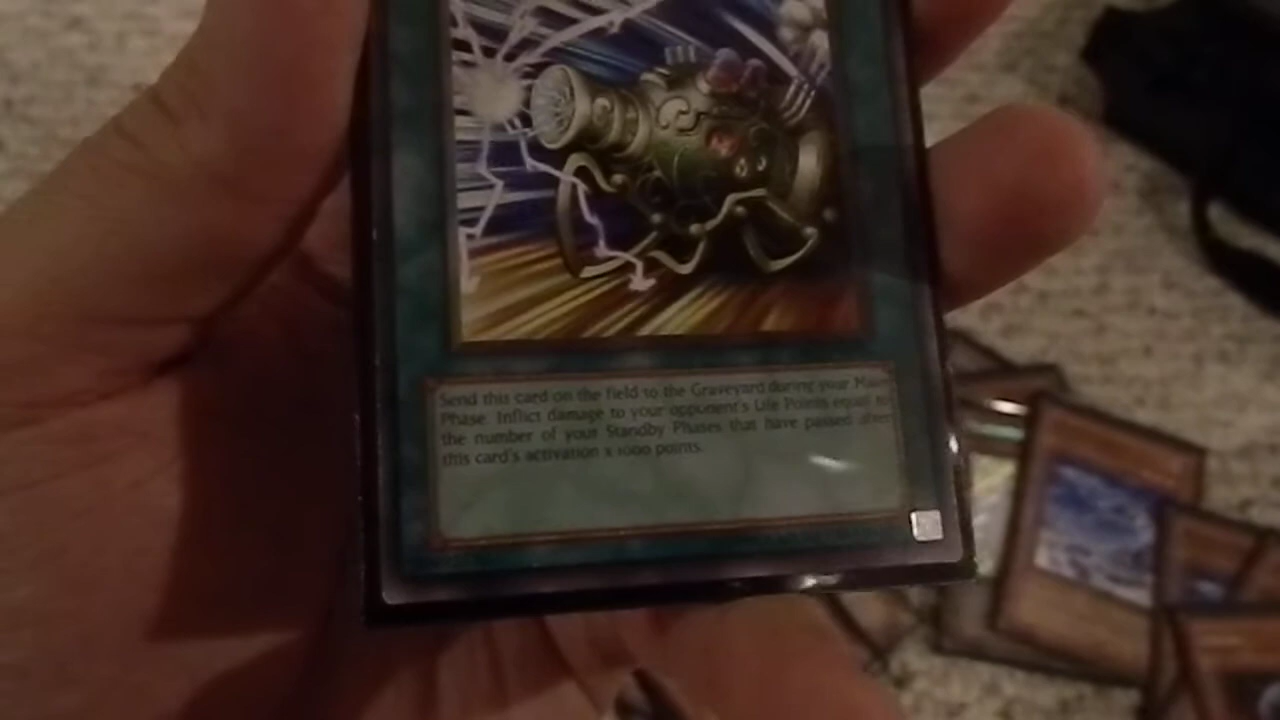 Send this card on the field to the Graveyard during your Main
Phase. Inflict damage to your opponent's Life Points equal to
the number of your Standby Phases that have passed after
this card's activation x 1000 points.